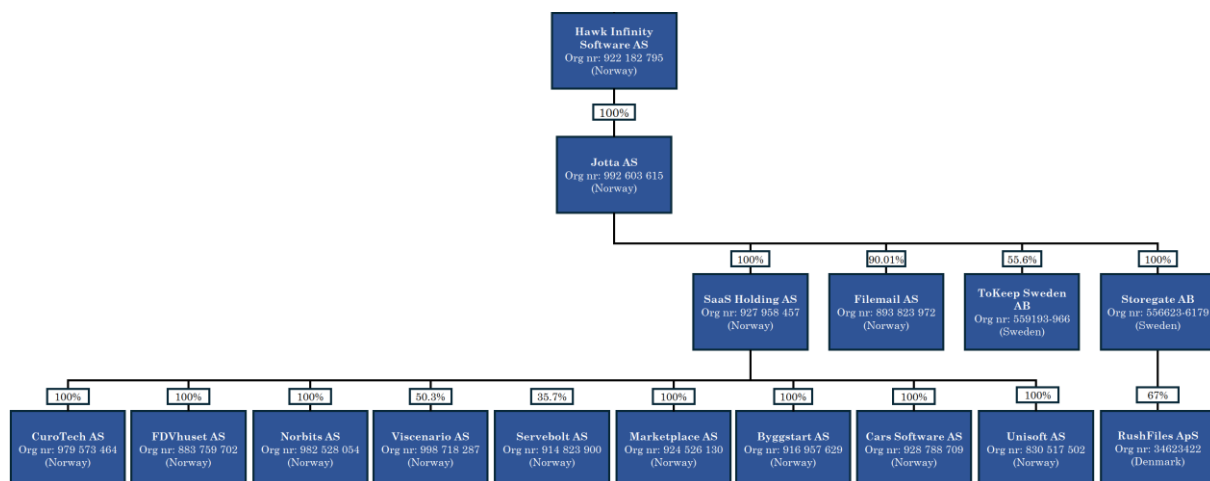 Hawk Infinity
Software AS
Org nr: 922 182 795
(Norway)
100%
Jotta AS
Org nr: 992 603 615
(Norway)
100%
90.01%
55.6%
100%
SaaS Holding AS
Org nr: 927 958 457
(Norway)
Filemail AS
Org nr: 893 823 972
(Norway)
ToKeep Sweden
AB
Org nr: 559193-966
(Sweden)
Storegate AB
Org nr: 556623-6179
(Sweden)
100%
100%
100%
50.3%
35.7%
100%
100%
100%
100%
67%
CuroTech AS
Org nr: 979 573 464
(Norway)
FDVhuset AS
Org nr: 883 759 702
(Norway)
Norbits AS
Org nr: 982 528 054
(Norway)
Viscenario AS
Org nr: 998 718 287
(Norway)
Servebolt AS
Org nr: 914 823 900
(Norway)
Marketplace AS
Org nr: 924 526 130
(Norway)
Byggstart AS
Org nr: 916 957 629
(Norway)
Cars Software AS
Org nr: 928 788 709
(Norway)
Unisoft AS
Org nr: 830 517 502
(Norway)
RushFiles ApS
Org nr: 34623422
(Denmark)